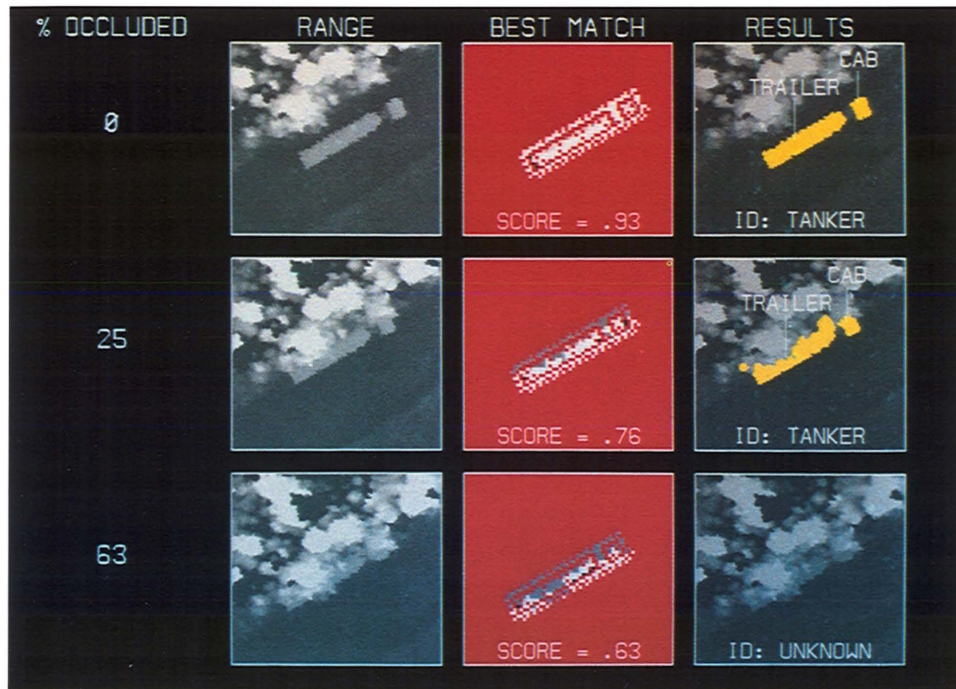 % OCCLUDED RANGE BEST MATCH RESULTS
0
SCORE = .93
TRAILER
CAB
ID: TANKER
25
SCORE = .76
TRAILER
CAB
ID: TANKER
63
SCORE = .63
ID: UNKNOWN